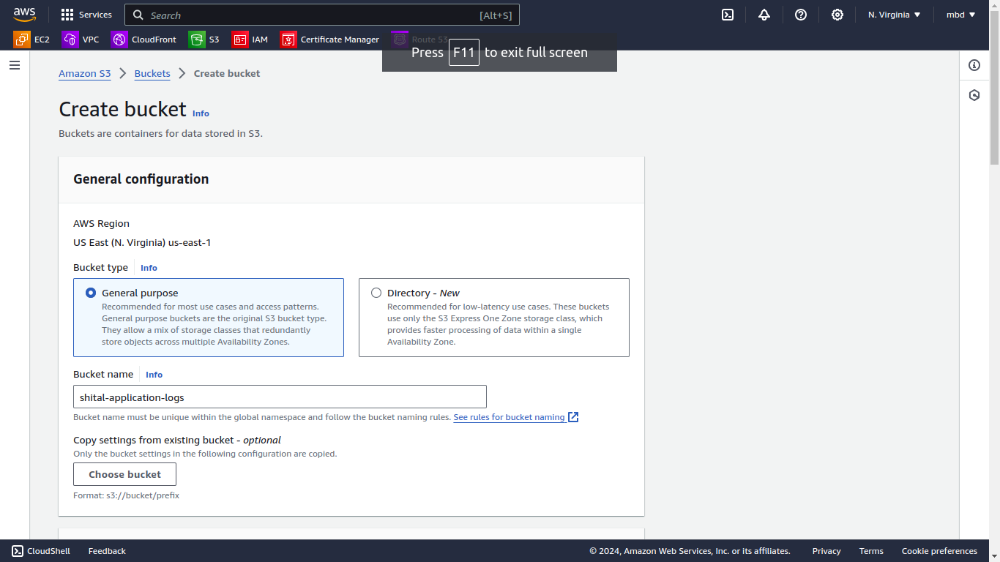 aws
Services
Search
[Alt+S]
N. Virginia
mbd
EC2
VPC
CloudFront
S3
IAM
Certificate Manager
Route 53
Press F11 to exit full screen
Amazon S3
Buckets
Create bucket
Create bucket Info
Buckets are containers for data stored in S3.
General configuration
AWS Region
US East (N. Virginia) us-east-1
Bucket type Info
General purpose
Recommended for most use cases and access patterns.
General purpose buckets are the original S3 bucket type.
They allow a mix of storage classes that redundantly
store objects across multiple Availability Zones.
Directory - New
Recommended for low-latency use cases. These buckets
use only the S3 Express One Zone storage class, which
provides faster processing of data within a single
Availability Zone.
Bucket name Info
shital-application-logs
Bucket name must be unique within the global namespace and follow the bucket naming rules. See rules for bucket naming
Copy settings from existing bucket - optional
Only the bucket settings in the following configuration are copied.
Choose bucket
Format: s3://bucket/prefix
CloudShell
Feedback
© 2024, Amazon Web Services, Inc. or its affiliates.
Privacy
Terms
Cookie preferences